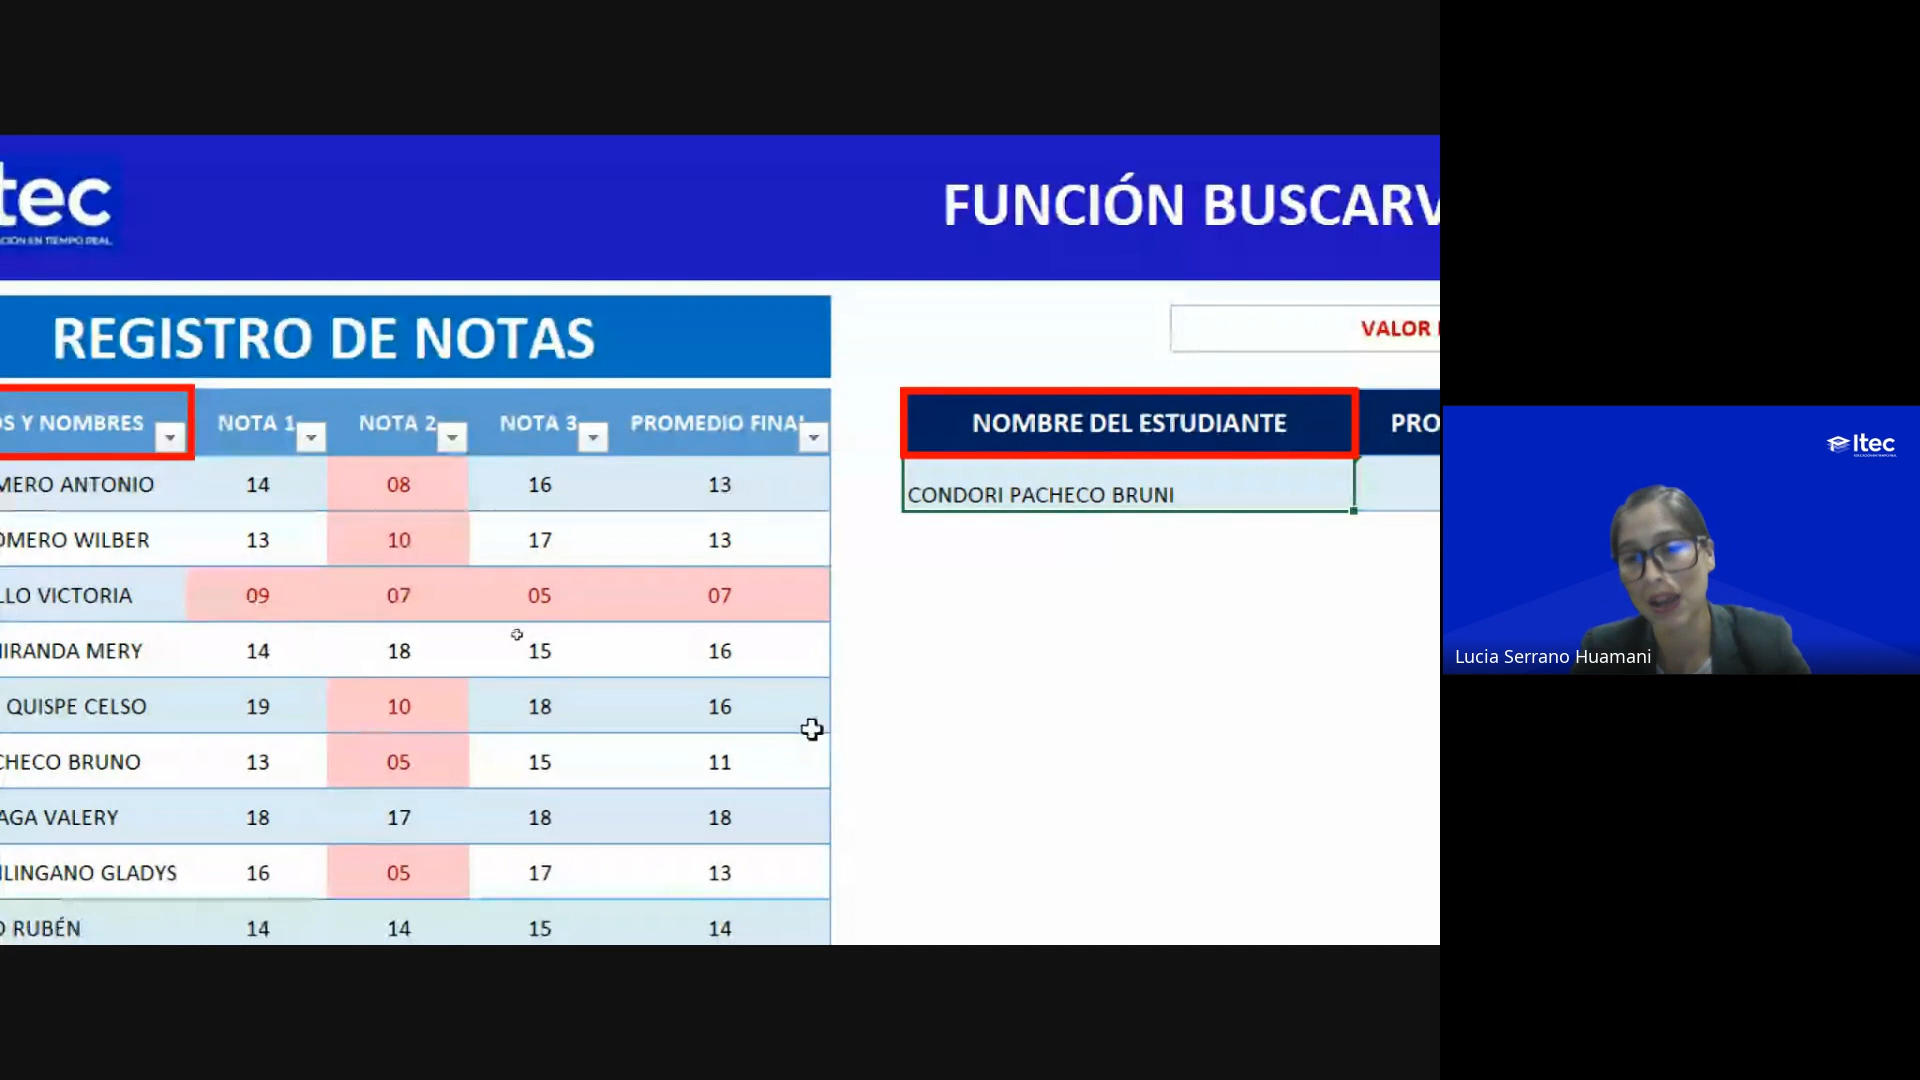 tec
FUNCIÓN BUSCARV
REGISTRO DE NOTAS
VALOR
S Y NOMBRES NOTA 1 NOTA 2 NOTA 3 PROMEDIO FINAL
NOMBRE DEL ESTUDIANTE PRO
MERO ANTONIO 14 08 16 13
CONDORI PACHECO BRUNI
OMERO WILBER 13 10 17 13
LLO VICTORIA 09 07 05 07
IRANDA MERY 14 18 15 16
QUISPE CELSO 19 10 18 16
CHECO BRUNO 13 05 15 11
AGA VALERY 18 17 18 18
LINGANO GLADYS 16 05 17 13
RUBÉN 14 14 15 14
Itec
Lucia Serrano Huamani